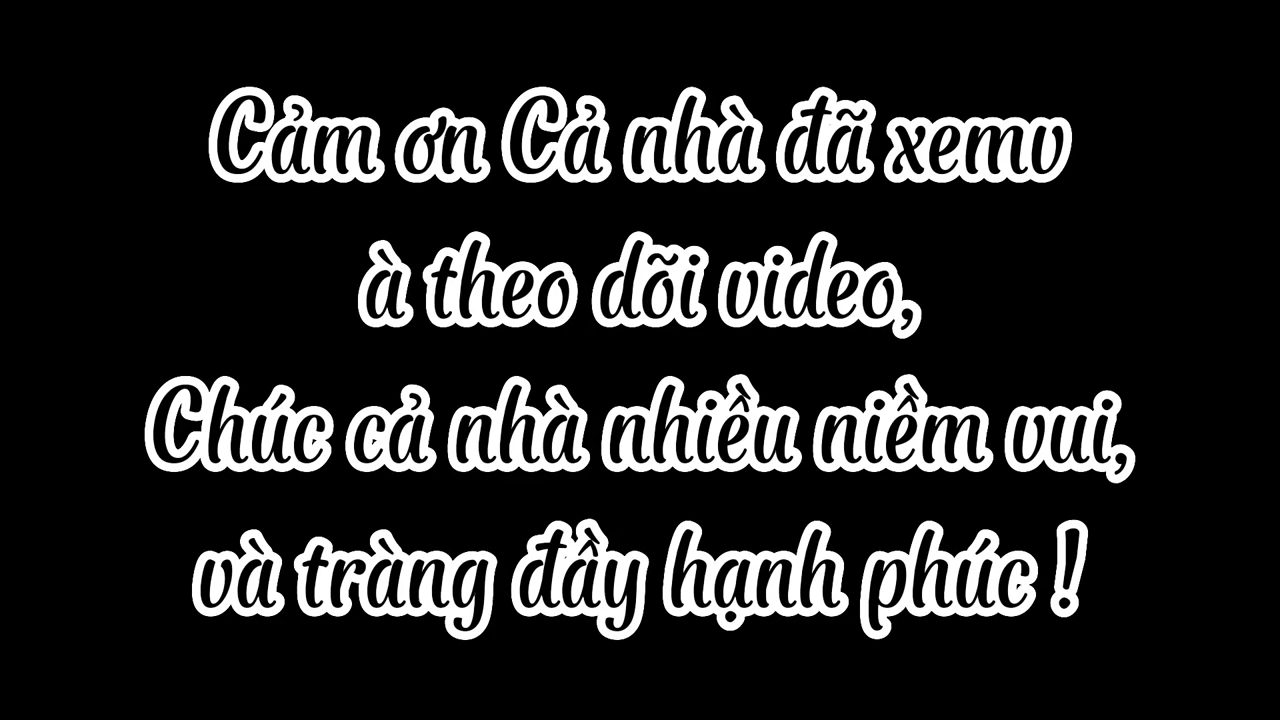 Cảm ơn Cả nhà đã xemv
à theo dõi video,
Chúc cả nhà nhiều niềm vui,
và tràng đầy hạnh phúc !